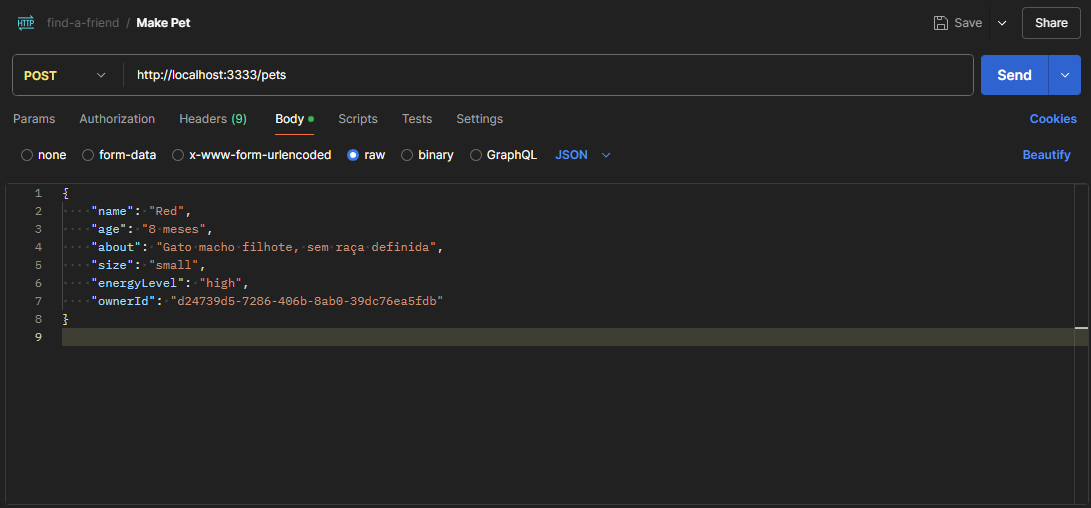 HTTP find-a-friend / Make Pet Save Share
POST http://localhost:3333/pets Send
Params Authorization Headers (9) Body Scripts Tests Settings Cookies
none form-data x-www-form-urlencoded raw binary GraphQL JSON Beautify
1 {
2 "name": "Red",
3 "age": "8 meses",
4 "about": "Gato macho filhote, sem raça definida",
5 "size": "small",
6 "energyLevel": "high",
7 "ownerId": "d24739d5-7286-406b-8ab0-39dc76ea5fdb"
8 }
9